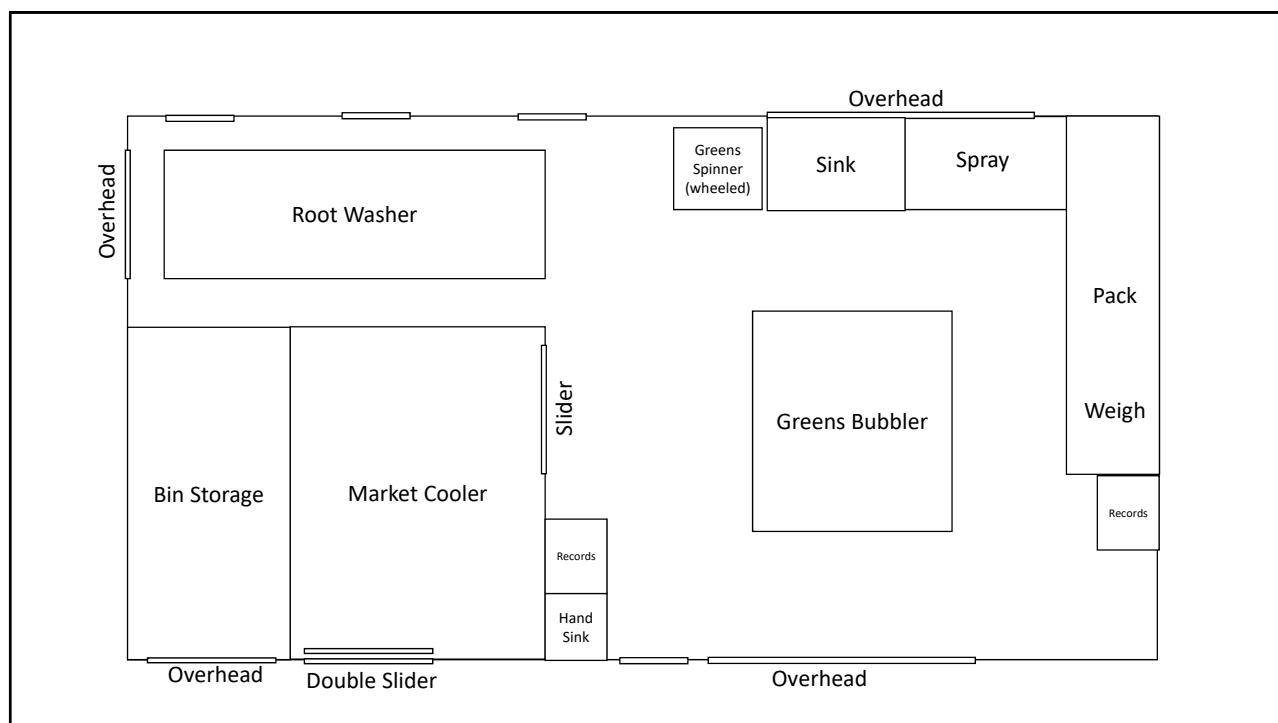 Overhead
Overhead
Greens
Spinner
(wheeled)
Sink
Spray
Root Washer
Pack
Slider
Weigh
Greens Bubbler
Bin Storage
Market Cooler
Records
Records
Hand
Sink
Overhead
Double Slider
Overhead